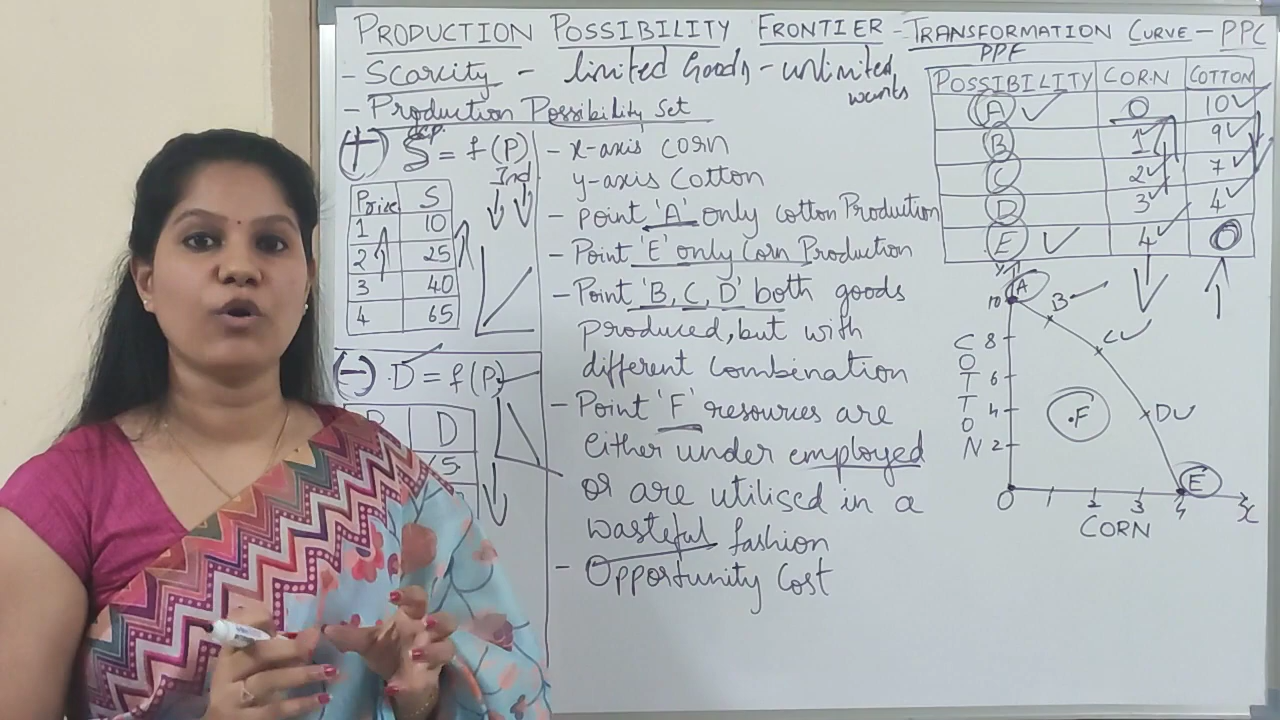 PRODUCTION POSSIBILITY FRONTIER - TRANSFORMATION CURVE - PPC
PPF
- Scarcity - limited Goods, - unlimited
wants
- Production Possibility Set
(+) S = f(P)
Ind
Price S
1 10
2 25
3 40
4 65
(-) D = f(P)
D
- x-axis corn
y-axis Cotton
- point 'A' only cotton Production
- Point 'E' only Corn Production
- Point 'B, C, D' both goods
produced, but with
different combination
- Point 'F' resources are
either under employed
or are utilised in a
wasteful fashion
- Opportunity Cost
POSSIBILITY CORN COTTON
A 0 10
B 1 9
C 2 7
D 3 4
E 4 0
Y
10 A
B
8 C
6
4 F D
2
E
0 1 2 3 4 x
COTTON
CORN